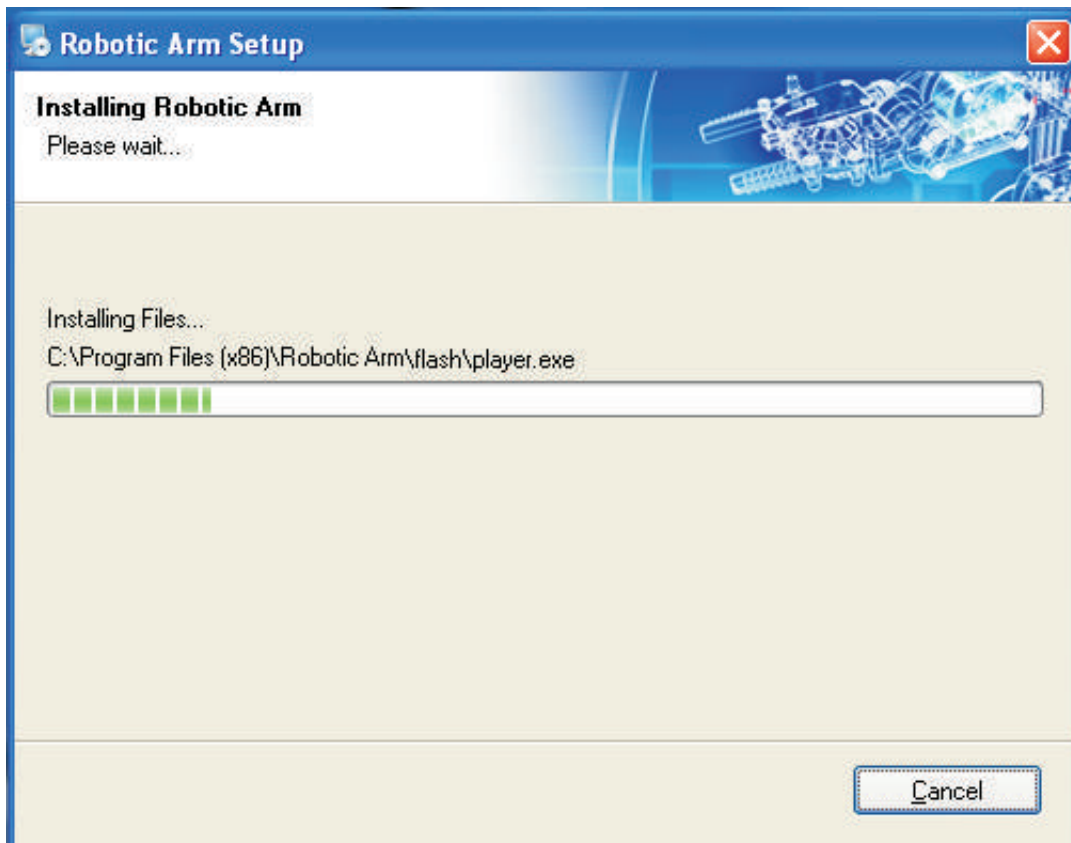 Robotic Arm Setup
Installing Robotic Arm
Please wait...
Installing Files...
C:\Program Files (x86)\Robotic Arm\flash\player.exe
Cancel